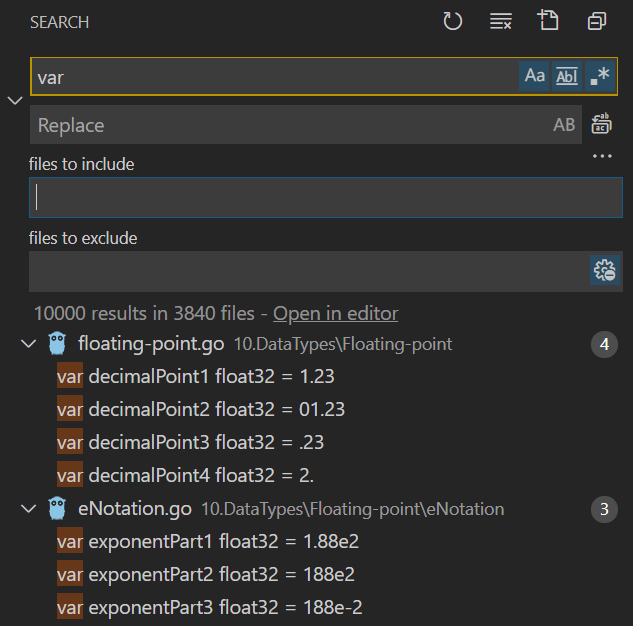 SEARCH
var Aa Abl .*
Replace AB
files to include
files to exclude
10000 results in 3840 files - Open in editor
floating-point.go 10.DataTypes\Floating-point 4
var decimalPoint1 float32 = 1.23
var decimalPoint2 float32 = 01.23
var decimalPoint3 float32 = .23
var decimalPoint4 float32 = 2.
eNotation.go 10.DataTypes\Floating-point\eNotation 3
var exponentPart1 float32 = 1.88e2
var exponentPart2 float32 = 188e2
var exponentPart3 float32 = 188e-2